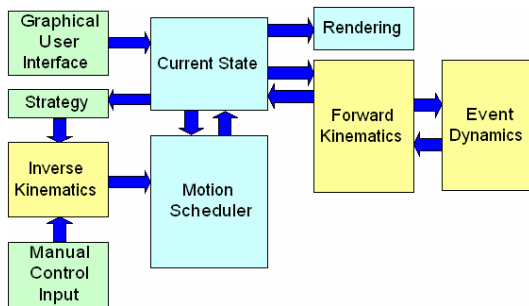 Graphical
User
Interface
Current State
Rendering
Strategy
Forward
Kinematics
Event
Dynamics
Inverse
Kinematics
Motion
Scheduler
Manual
Control
Input